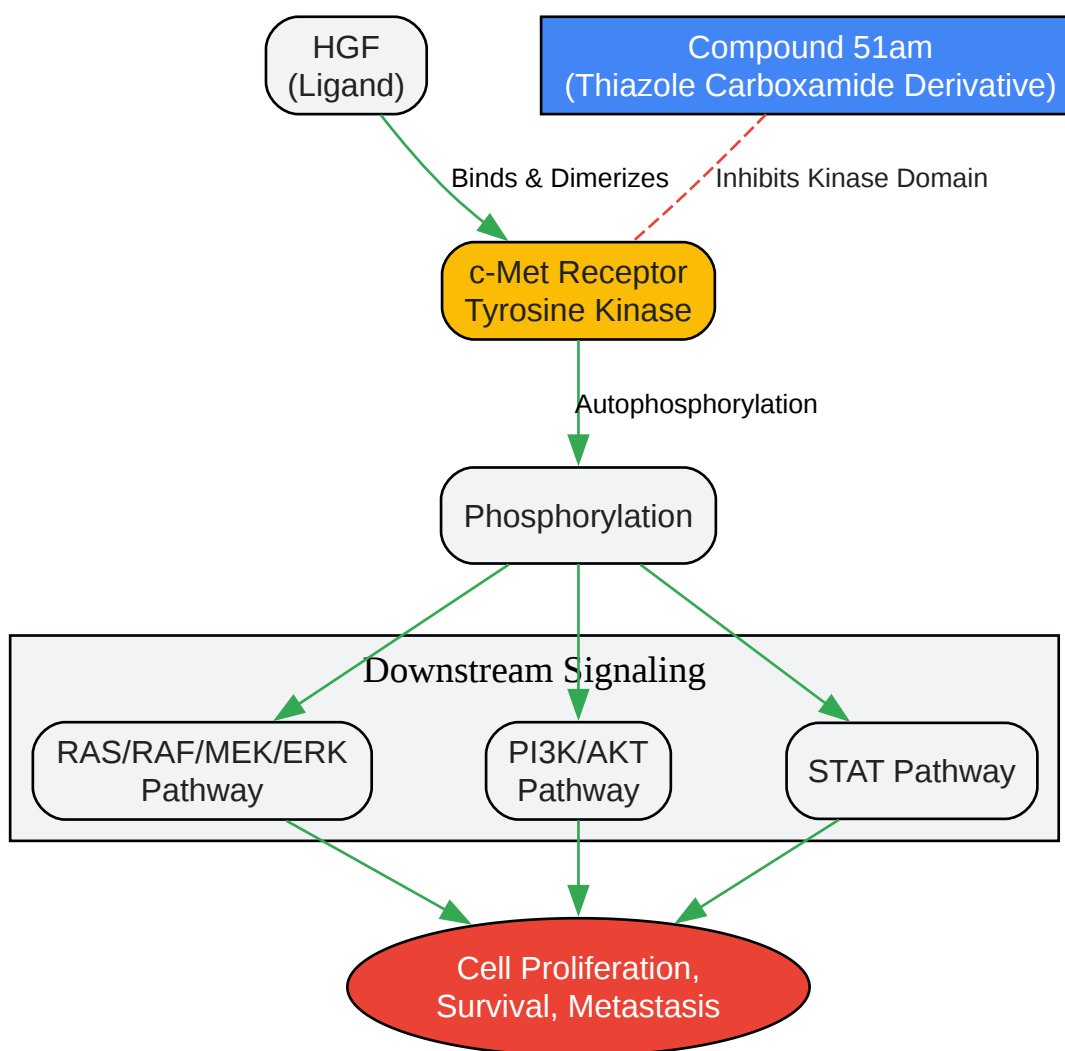 HGF
(Ligand)
Compound 51am
(Thiazole Carboxamide Derivative)
Binds & Dimerizes
Inhibits Kinase Domain
c-Met Receptor
Tyrosine Kinase
Autophosphorylation
Phosphorylation
Downstream Signaling
RAS/RAF/MEK/ERK
Pathway
PI3K/AKT
Pathway
STAT Pathway
Cell Proliferation,
Survival, Metastasis